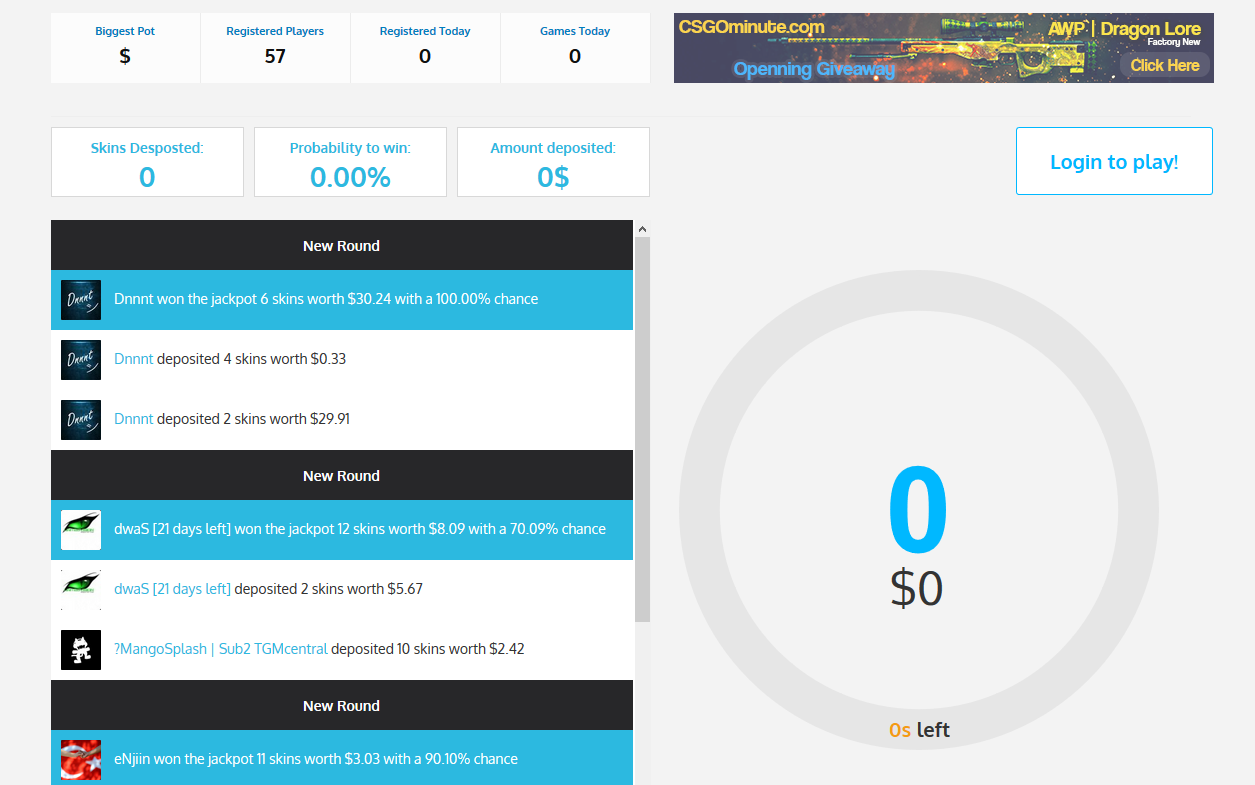 Biggest Pot
$
Registered Players
57
Registered Today
0
Games Today
0
CSGOminute.com
AWP`| Dragon Lore
Factory New
Openning Giveaway
Click Here
Skins Desposted:
0
Probability to win:
0.00%
Amount deposited:
0$
Login to play!
New Round
Dnnnt
Dnnnt won the jackpot 6 skins worth $30.24 with a 100.00% chance
Dnnnt
Dnnnt deposited 4 skins worth $0.33
Dnnnt
Dnnnt deposited 2 skins worth $29.91
New Round
dwaS [21 days left] won the jackpot 12 skins worth $8.09 with a 70.09% chance
dwaS [21 days left] deposited 2 skins worth $5.67
?MangoSplash | Sub2 TGMcentral deposited 10 skins worth $2.42
New Round
eNjiin won the jackpot 11 skins worth $3.03 with a 90.10% chance
0
$0
0s left